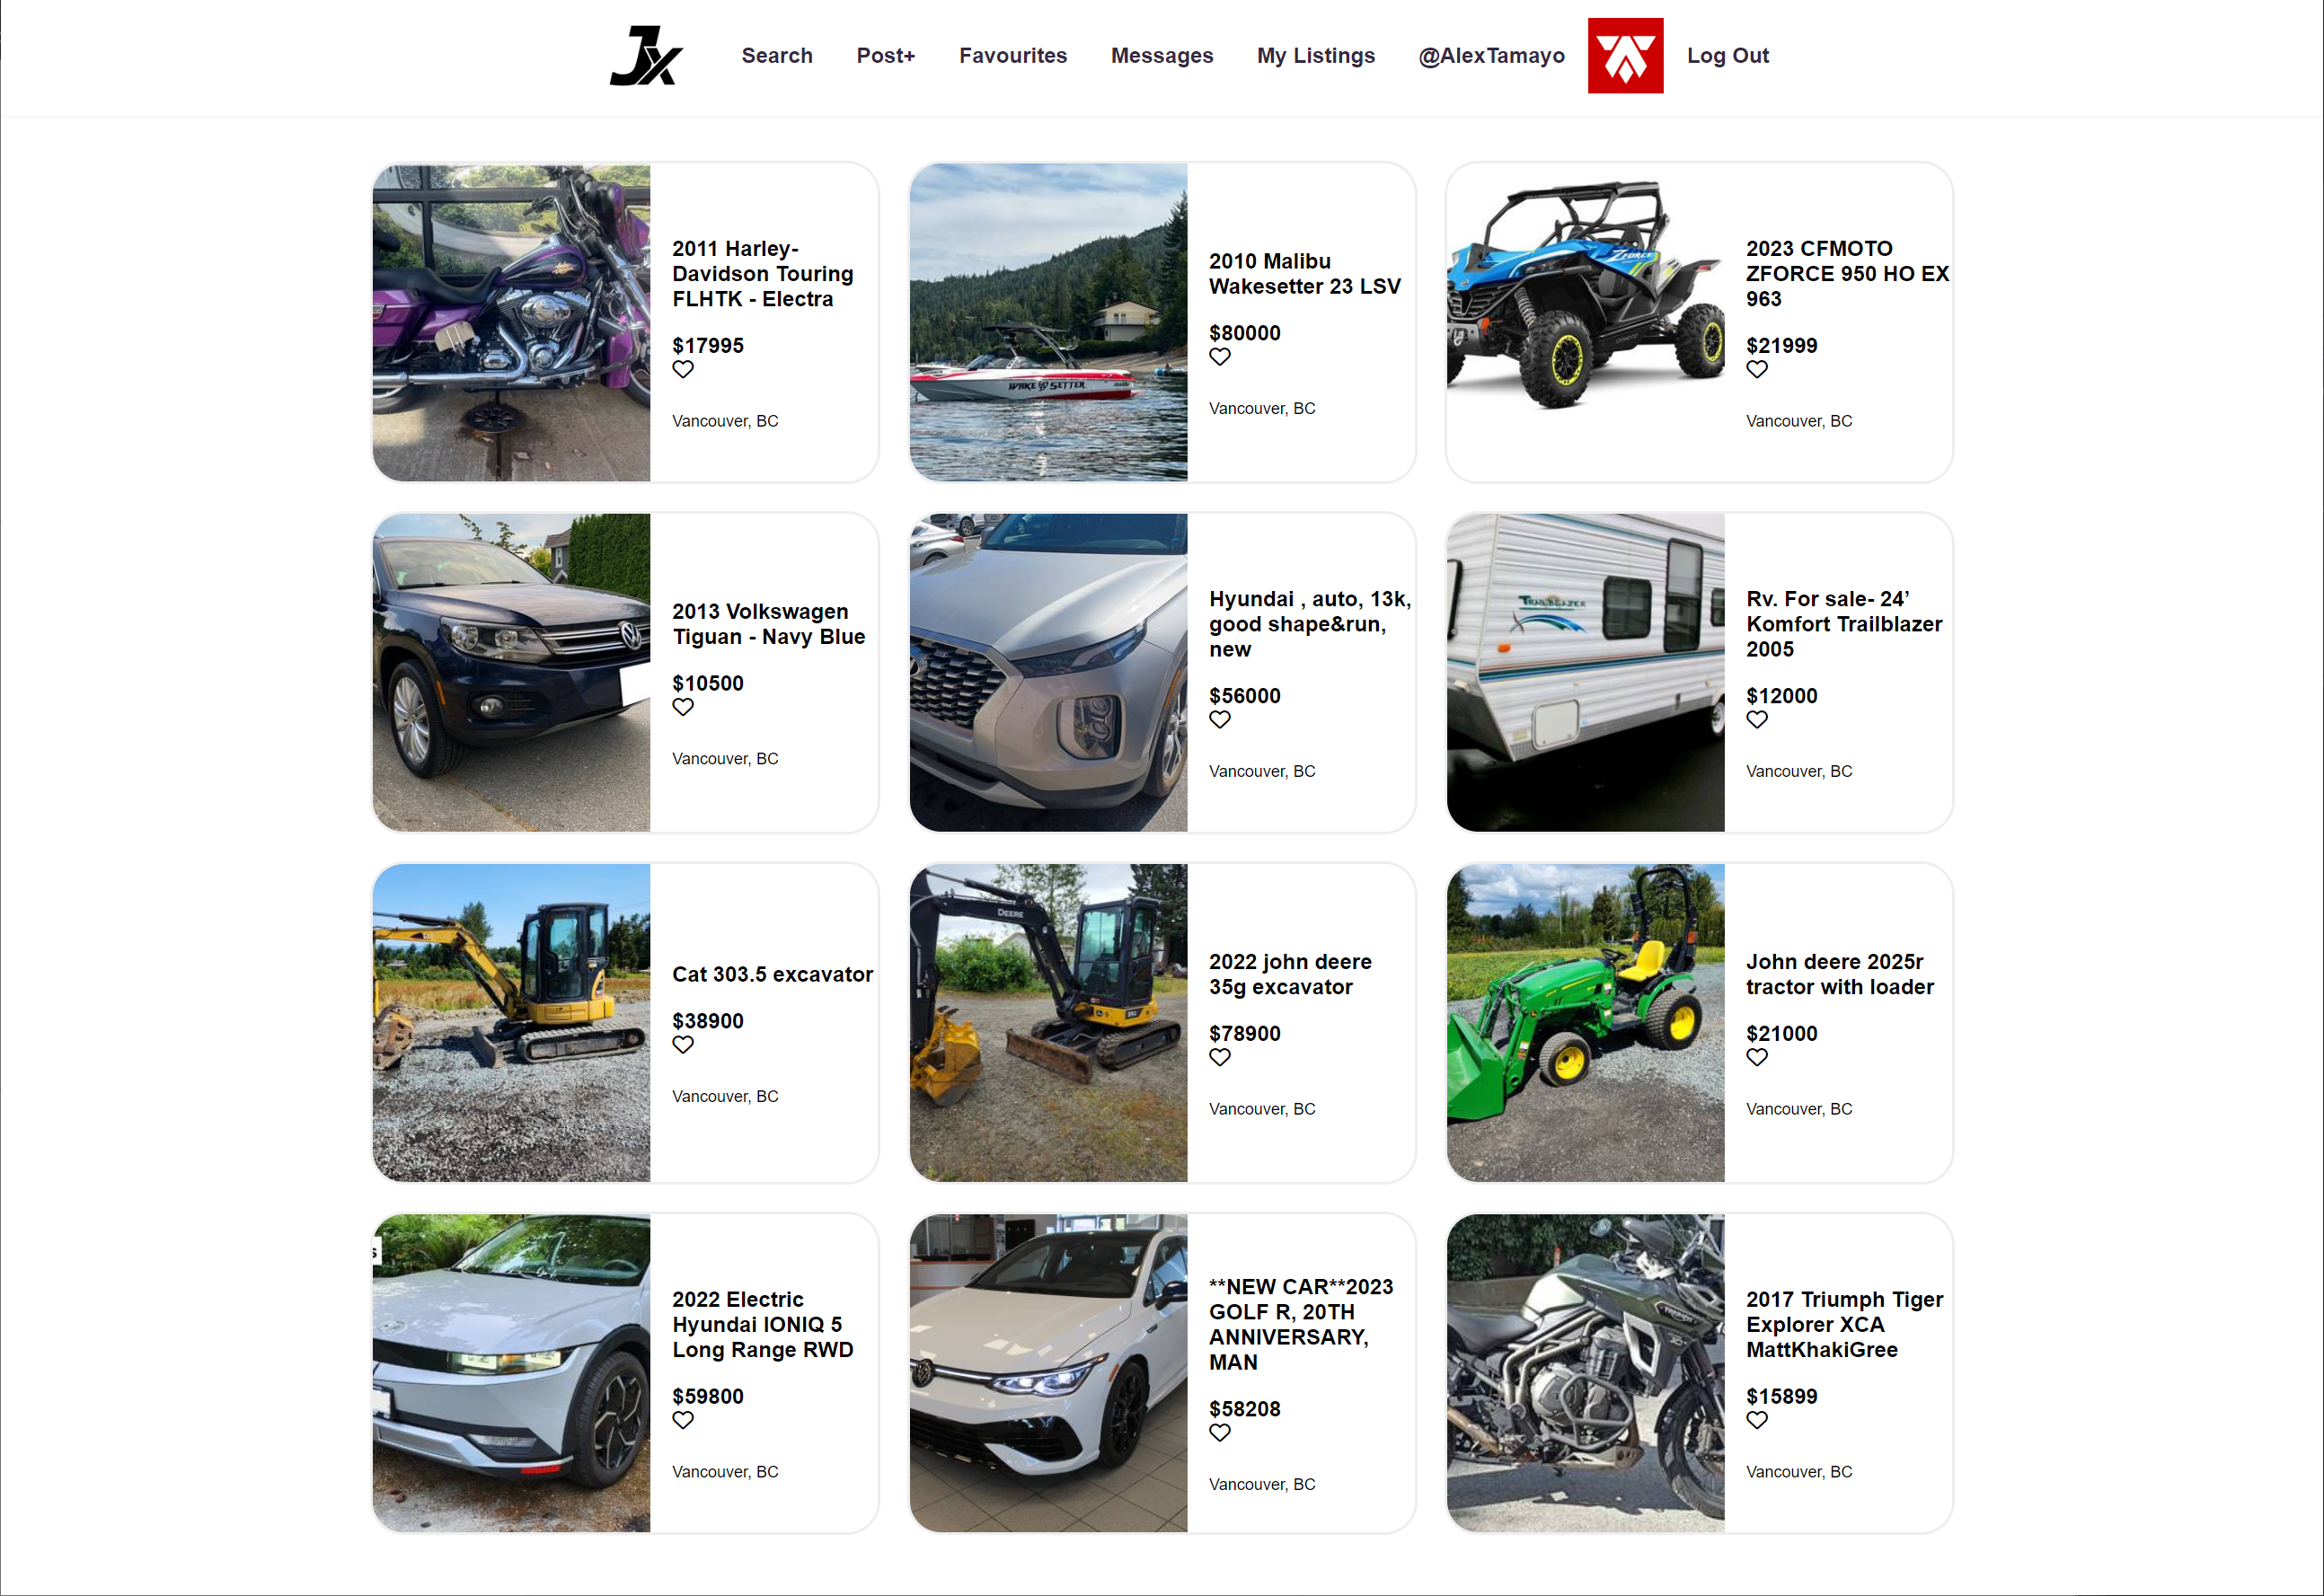 Jx
Search Post+ Favourites Messages My Listings @AlexTamayo Log Out
2011 Harley-
Davidson Touring
FLHTK - Electra
$17995
Vancouver, BC
WAKE SETTER
malibu
2010 Malibu
Wakesetter 23 LSV
$80000
Vancouver, BC
ZFORCE
2023 CFMOTO
ZFORCE 950 HO EX
963
$21999
Vancouver, BC
2013 Volkswagen
Tiguan - Navy Blue
$10500
Vancouver, BC
Hyundai , auto, 13k,
good shape&run,
new
$56000
Vancouver, BC
TRAILBLAZER
Rv. For sale- 24’
Komfort Trailblazer
2005
$12000
Vancouver, BC
Cat 303.5 excavator
$38900
Vancouver, BC
DEERE
2022 john deere
35g excavator
$78900
Vancouver, BC
John deere 2025r
tractor with loader
$21000
Vancouver, BC
s
2022 Electric
Hyundai IONIQ 5
Long Range RWD
$59800
Vancouver, BC
**NEW CAR**2023
GOLF R, 20TH
ANNIVERSARY,
MAN
$58208
Vancouver, BC
2017 Triumph Tiger
Explorer XCA
MattKhakiGree
$15899
Vancouver, BC